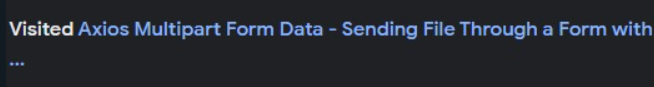 Visited Axios Multipart Form Data - Sending File Through a Form with
...